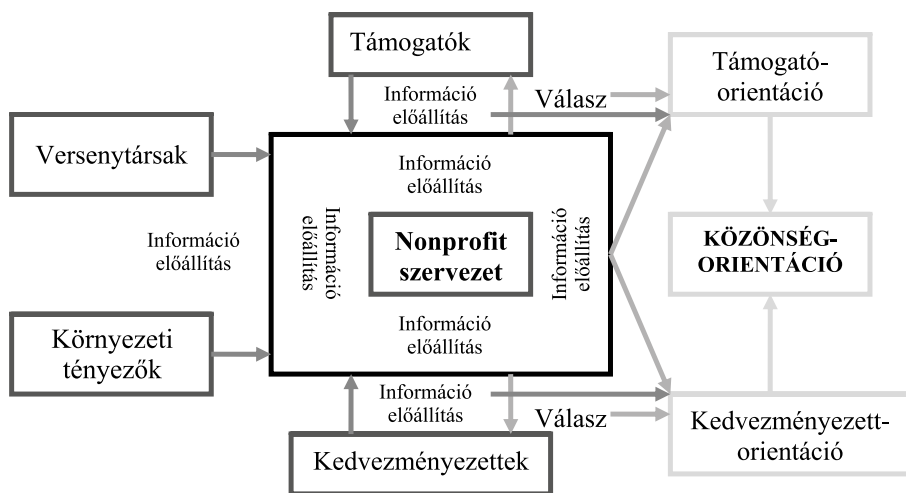 Támogatók
Támogató-
orientáció
Információ
előállítás
Válasz
Versenytársak
Információ
előállítás
Információ
előállítás
Információ
előállítás
Nonprofit
szervezet
Információ
előállítás
KÖZÖNSÉG-
ORIENTÁCIÓ
Információ
előállítás
Környezeti
tényezők
Információ
előállítás
Válasz
Kedvezményezettek
Kedvezményezett-
orientáció